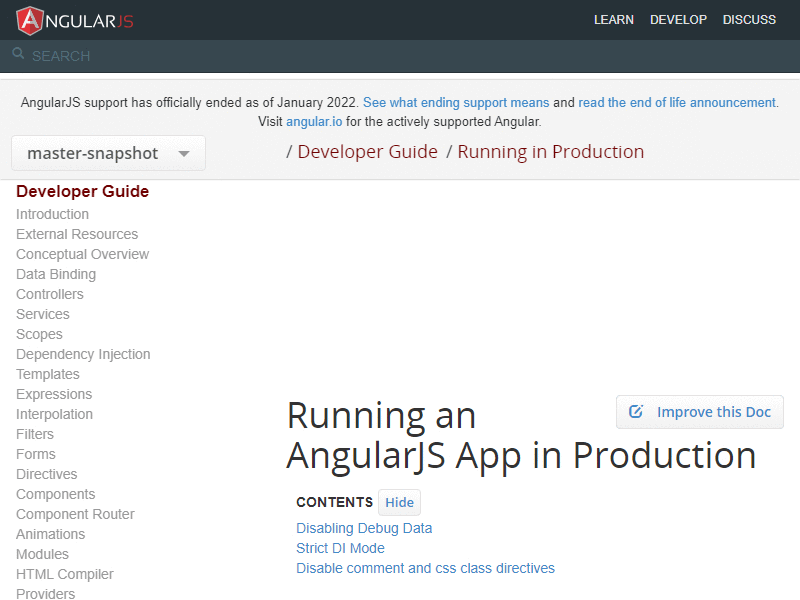 ANGULARJS
LEARN DEVELOP DISCUSS
SEARCH
AngularJS support has officially ended as of January 2022. See what ending support means and read the end of life announcement.
Visit angular.io for the actively supported Angular.
master-snapshot
/ Developer Guide / Running in Production
Developer Guide
Introduction
External Resources
Conceptual Overview
Data Binding
Controllers
Services
Scopes
Dependency Injection
Templates
Expressions
Interpolation
Filters
Forms
Directives
Components
Component Router
Animations
Modules
HTML Compiler
Providers
Improve this Doc
Running an
AngularJS App in Production
CONTENTS Hide
Disabling Debug Data
Strict DI Mode
Disable comment and css class directives